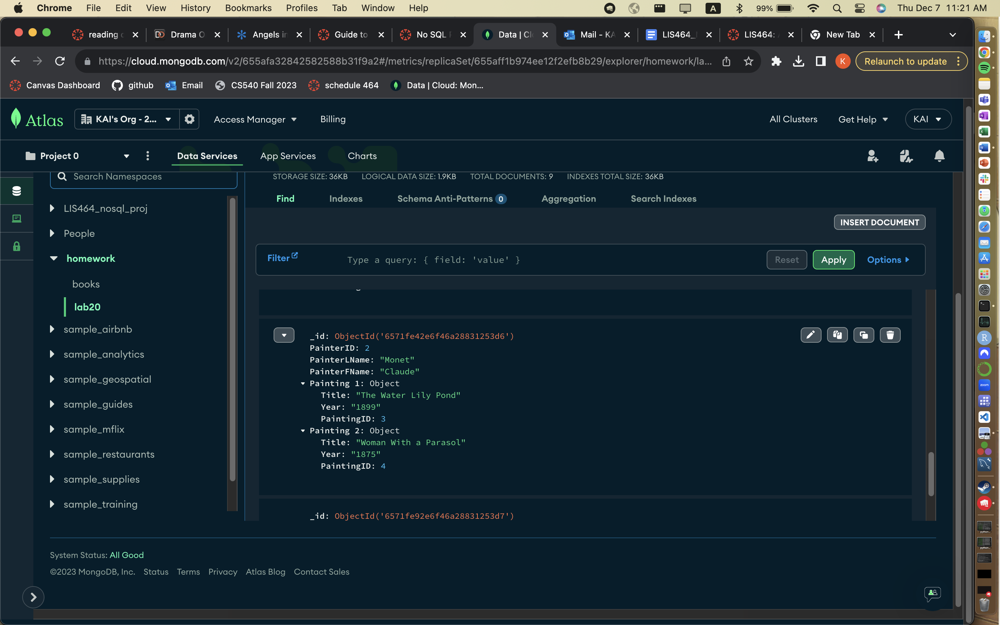 Chrome File Edit View History Bookmarks Profiles Tab Window Help A 99% Thu Dec 7 11:21 AM
reading Drama O Angels in Guide to No SQL Data | Cl Mail - KA LIS464_ LIS464: New Tab
https://cloud.mongodb.com/v2/655afa32842582588b31f9a2#/metrics/replicaSet/655aff1b974ee12f2efb8b29/explorer/homework/la... K Relaunch to update
Canvas Dashboard github Email CS540 Fall 2023 schedule 464 Data | Cloud: Mon...
Atlas KAI's Org - 2... Access Manager Billing All Clusters Get Help KAI
Project 0 Data Services App Services Charts
Search Namespaces
LIS464_nosql_proj
People
homework
books
lab20
sample_airbnb
sample_analytics
sample_geospatial
sample_guides
sample_mflix
sample_restaurants
sample_supplies
sample_training
STORAGE SIZE: 36KB LOGICAL DATA SIZE: 1.9KB TOTAL DOCUMENTS: 9 INDEXES TOTAL SIZE: 36KB
Find Indexes Schema Anti-Patterns 0 Aggregation Search Indexes
INSERT DOCUMENT
Filter Type a query: { field: 'value' } Reset Apply Options
_id: ObjectId('6571fe42e6f46a28831253d6')
PainterID: 2
PainterLName: "Monet"
PainterFName: "Claude"
Painting 1: Object
Title: "The Water Lily Pond"
Year: "1899"
PaintingID: 3
Painting 2: Object
Title: "Woman With a Parasol"
Year: "1875"
PaintingID: 4
_id: ObjectId('6571fe92e6f46a28831253d7')
System Status: All Good
©2023 MongoDB, Inc. Status Terms Privacy Atlas Blog Contact Sales
zoom
17
python...
python...